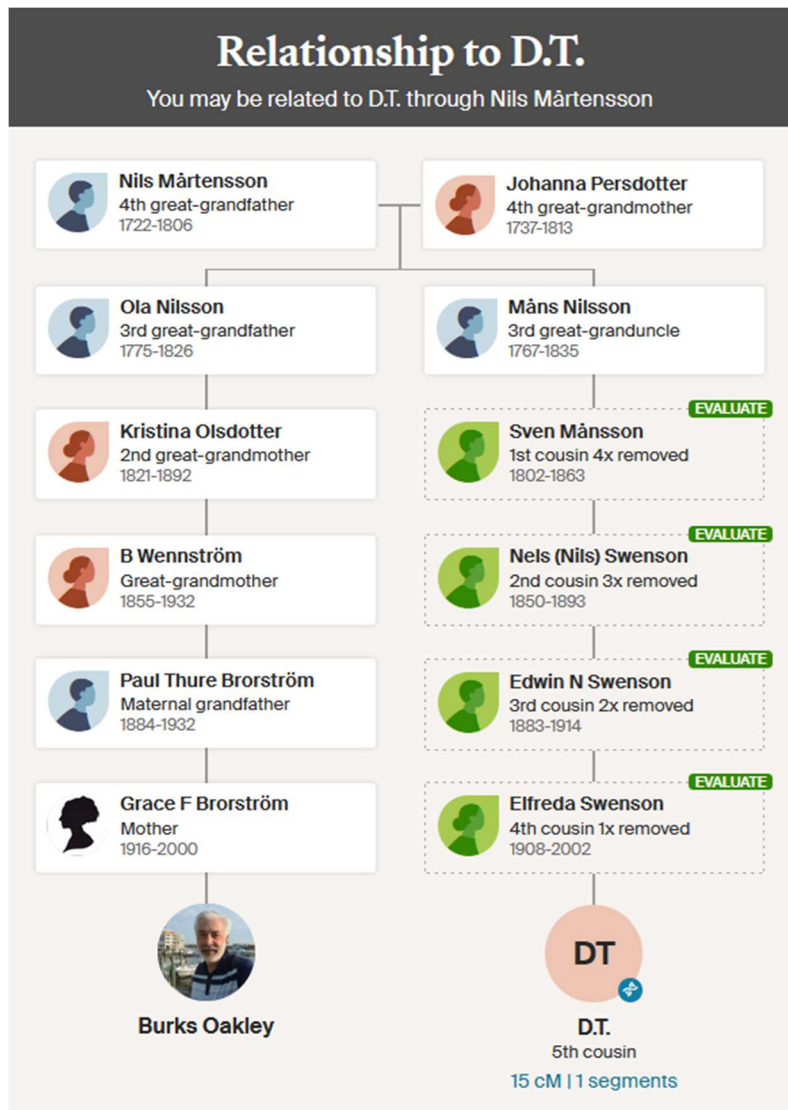 Relationship to D.T.
You may be related to D.T. through Nils Mårtensson
Nils Mårtensson
4th great-grandfather
1722-1806
Johanna Persdotter
4th great-grandmother
1737-1813
Ola Nilsson
3rd great-grandfather
1775-1826
Måns Nilsson
3rd great-granduncle
1767-1835
Kristina Olsdotter
2nd great-grandmother
1821-1892
EVALUATE
Sven Månsson
1st cousin 4x removed
1802-1863
B Wennström
Great-grandmother
1855-1932
EVALUATE
Nels (Nils) Swenson
2nd cousin 3x removed
1850-1893
Paul Thure Brorström
Maternal grandfather
1884-1932
EVALUATE
Edwin N Swenson
3rd cousin 2x removed
1883-1914
Grace F Brorström
Mother
1916-2000
EVALUATE
Elfreda Swenson
4th cousin 1x removed
1908-2002
Burks Oakley
DT
D.T.
5th cousin
15 cM | 1 segments